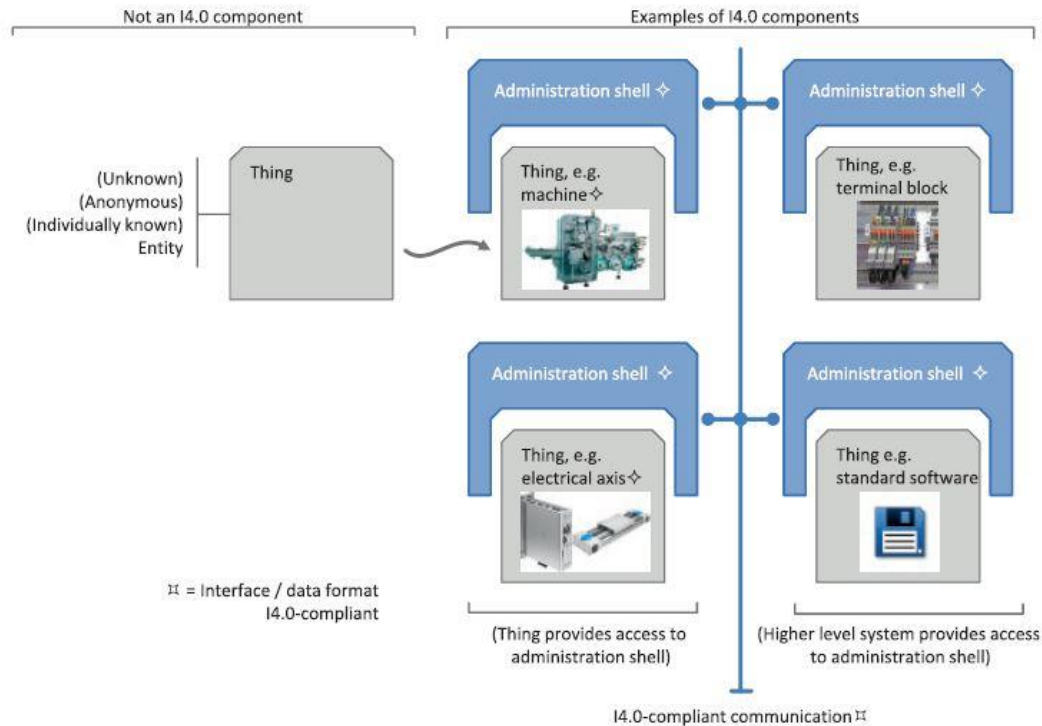 Not an I4.0 component
Examples of I4.0 components
Administration shell ✧
Administration shell ✧
(Unknown)
(Anonymous)
(Individually known)
Entity
Thing
Thing, e.g.
machine✧
Thing, e.g.
terminal block
Administration shell ✧
Administration shell ✧
Thing, e.g.
electrical axis✧
Thing e.g.
standard software
¤ = Interface / data format
I4.0-compliant
(Thing provides access to
administration shell)
(Higher level system provides access
to administration shell)
I4.0-compliant communication ¤